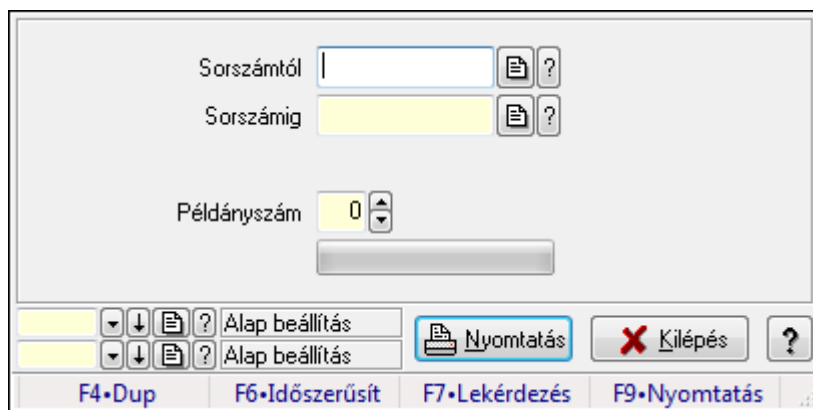 Sorszámtól ?
Sorszámig ?
Példányszám 0
? Alap beállítás
? Alap beállítás
Nyomtatás Kilépés ?
F4•Dup F6•Időszerűsít F7•Lekérdezés F9•Nyomtatás